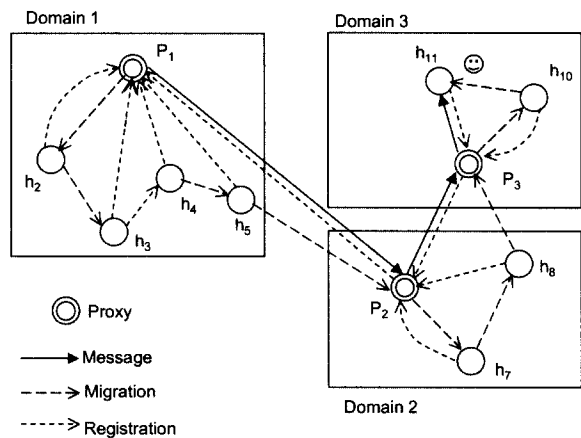 Domain 1
Domain 3
P1
h11
h10
h2
h3
h4
h5
P3
P2
h8
h7
Proxy
Message
Migration
Registration
Domain 2